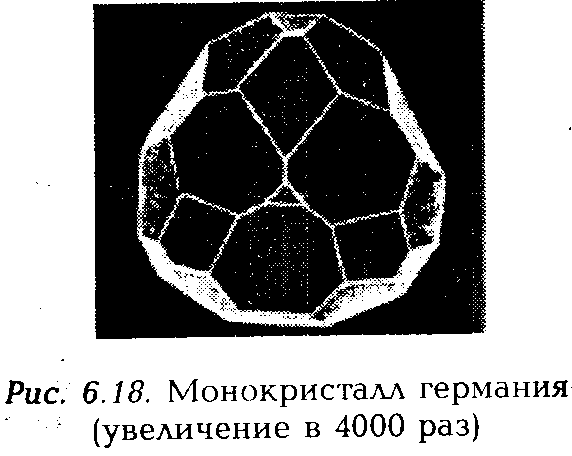 Рис. 6.18. Монокристалл германия
(увеличение в 4000 раз)